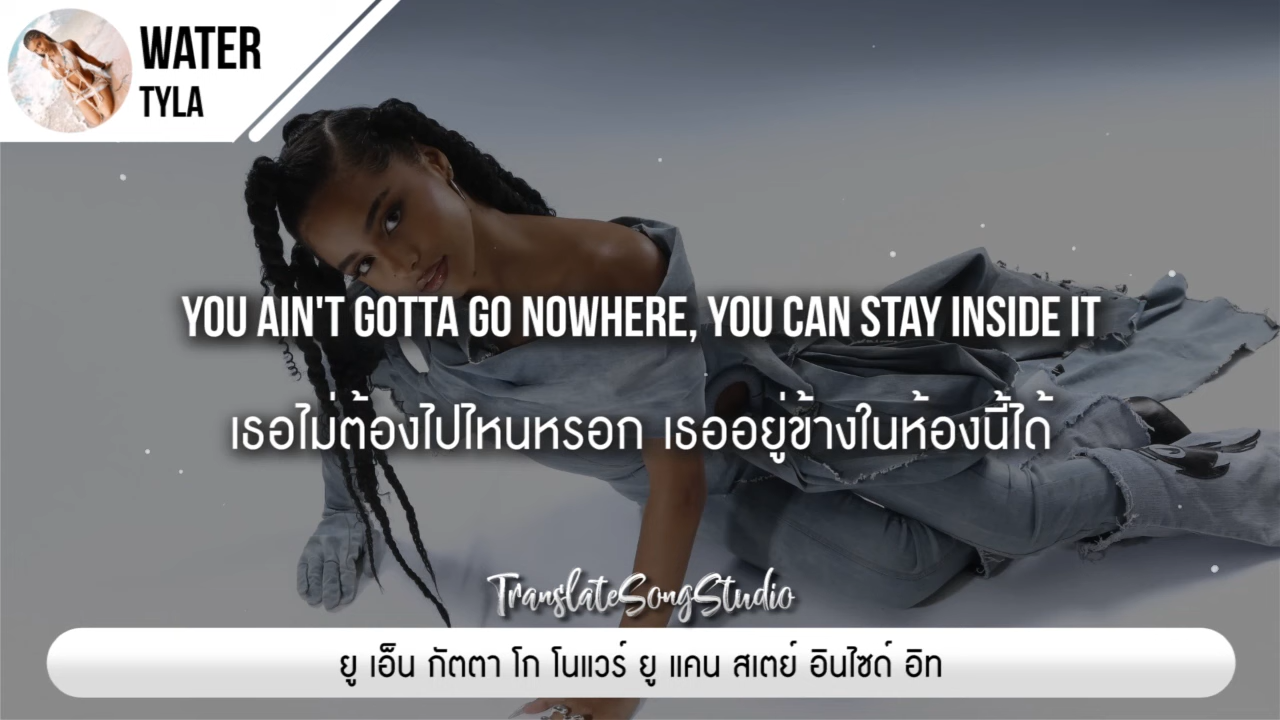 WATER
TYLA
YOU AIN'T GOTTA GO NOWHERE, YOU CAN STAY INSIDE IT
เธอไม่ต้องไปไหนหรอก เธออยู่ข้างในห้องนี้ได้
TranslateSongStudio
ยู เอ็น กัตตา โก โนแวร์ ยู แคน สเตย์ อินไซด์ อิท